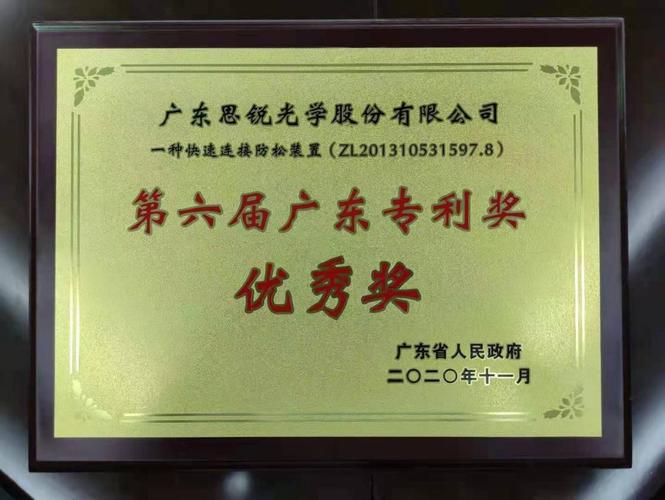 广东思锐光学股份有限公司
一种快速连接防松装置（ZL201310531597.8）
第六届广东专利奖
优秀奖
广东省人民政府
二〇二〇年十一月